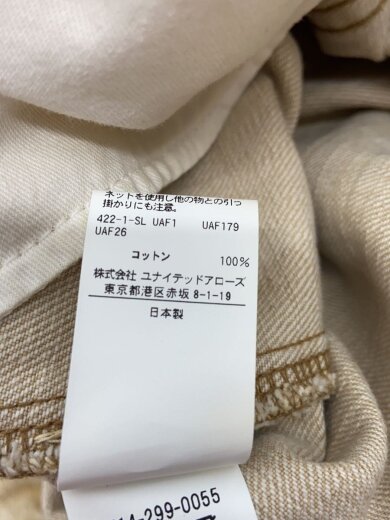 ネットを使用し他の物との引っ
掛かりにも注意。
422-1-SL UAF1 UAF179
UAF26
コットン 100%
株式会社 ユナイテッドアローズ
東京都港区赤坂 8-1-19
日本製
14-299-0055